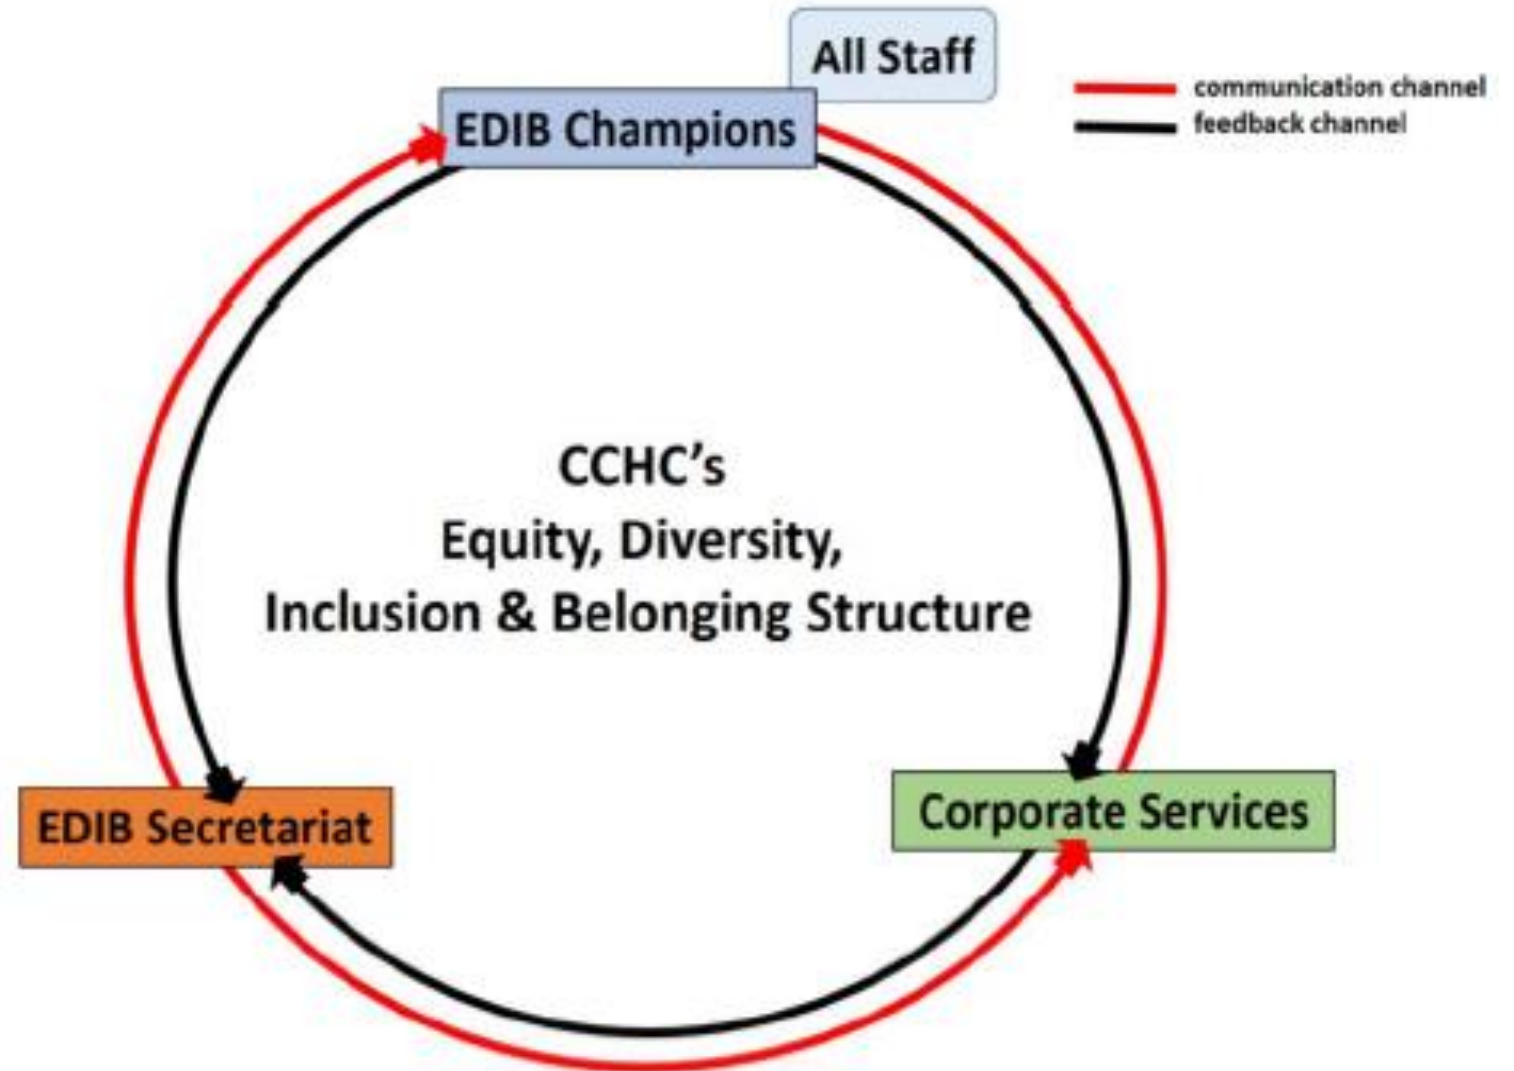 All Staff
EDIB Champions
communication channel
feedback channel
CCHC’s
Equity, Diversity,
Inclusion & Belonging Structure
EDIB Secretariat
Corporate Services